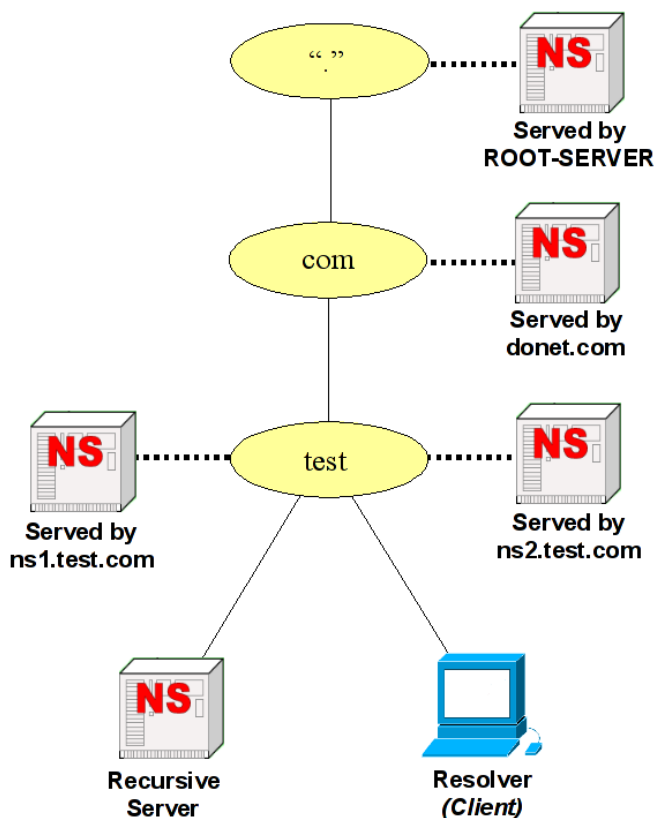 “.”
NS
Served by
ROOT-SERVER
com
NS
Served by
donet.com
NS
Served by
ns1.test.com
test
NS
Served by
ns2.test.com
NS
Recursive
Server
Resolver
(Client)